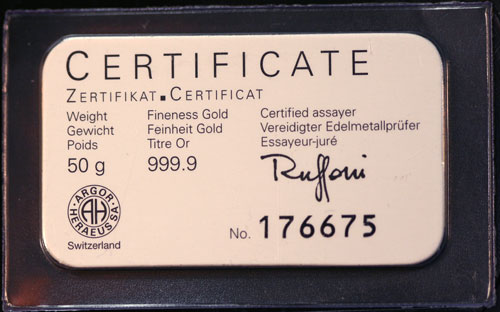 CERTIFICATE
ZERTIFIKAT ■ CERTIFICAT
Weight Fineness Gold Certified assayer
Gewicht Feinheit Gold Vereidigter Edelmetallprüfer
Poids Titre Or Essayeur-juré
50 g 999.9 Ruffoni
ARGOR HERAEUS SA
AH
Switzerland
No. 176675